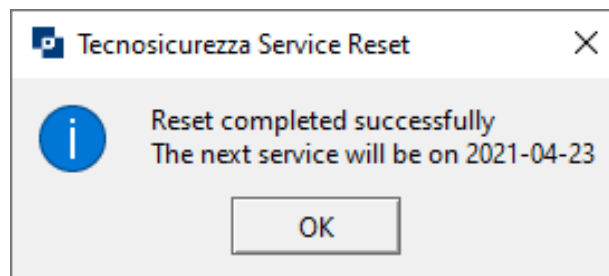 Tecnosicurezza Service Reset
Reset completed successfully
The next service will be on 2021-04-23
OK